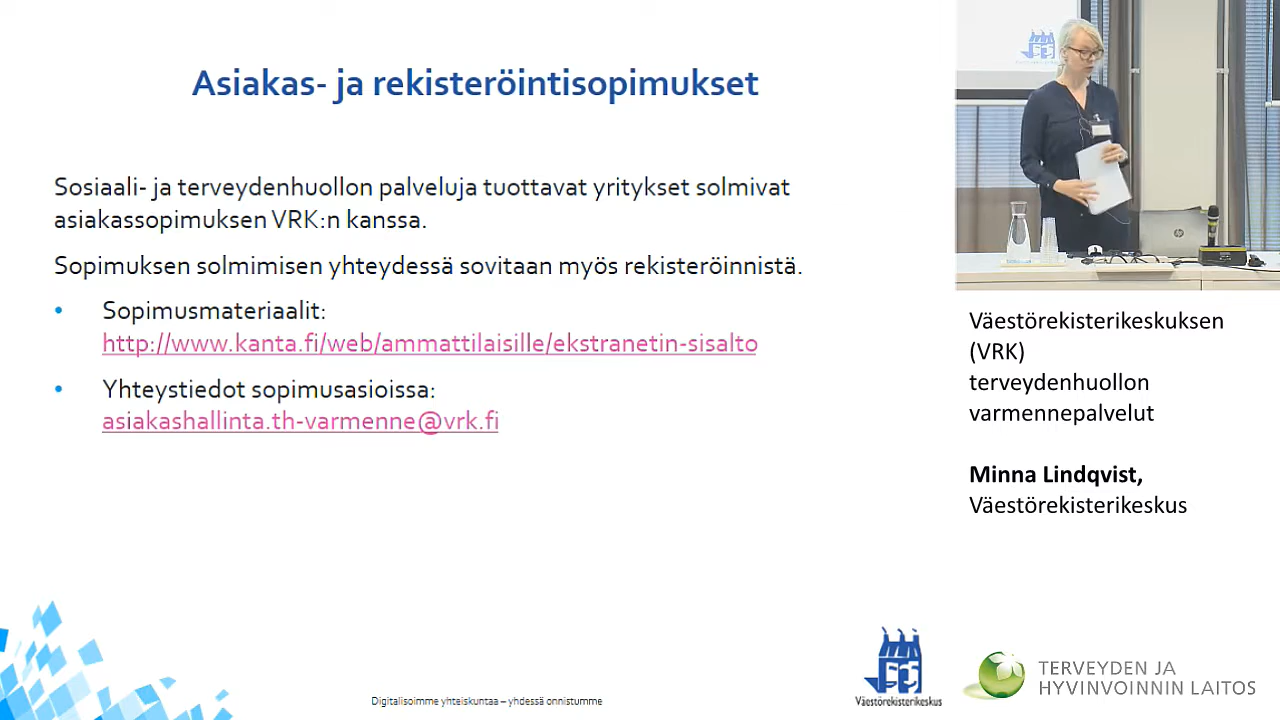 Asiakas- ja rekisteröintisopimukset
Sosiaali- ja terveydenhuollon palveluja tuottavat yritykset solmivat
asiakassopimuksen VRK:n kanssa.
Sopimuksen solmimisen yhteydessä sovitaan myös rekisteröinnistä.
• Sopimusmateriaalit:
http://www.kanta.fi/web/ammattilaisille/ekstranetin-sisalto
• Yhteystiedot sopimusasioissa:
asiakashallinta.th-varmenne@vrk.fi
Väestörekisterikeskuksen
(VRK)
terveydenhuollon
varmennepalvelut
Minna Lindqvist,
Väestörekisterikeskus
Digitalisoimme yhteiskuntaa – yhdessä onnistumme
Väestörekisterikeskus
TERVEYDEN JA
HYVINVOINNIN LAITOS
hp